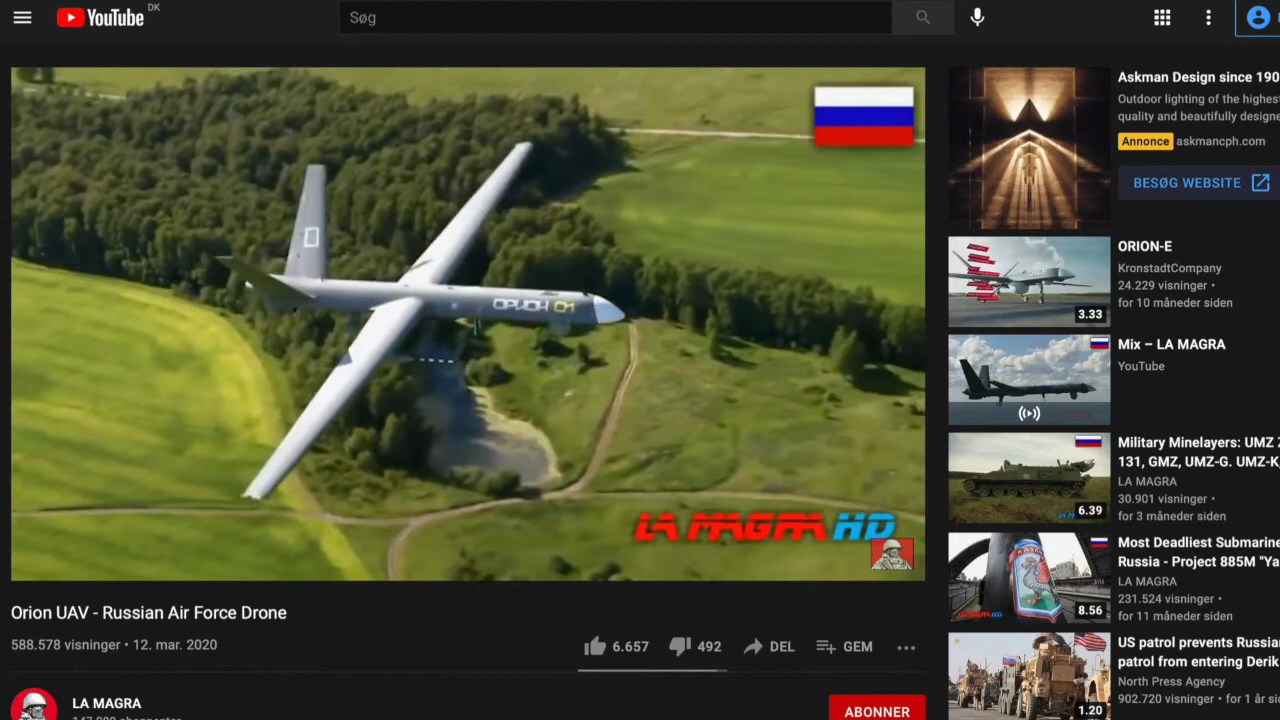 YouTube DK
Søg
ОРИОН 01
LA MAGRA HD
Orion UAV - Russian Air Force Drone
588.578 visninger • 12. mar. 2020
6.657
492
DEL
GEM
LA MAGRA
ABONNER
Askman Design since 190
Outdoor lighting of the highes
quality and beautifully designe
Annonce askmancph.com
BESØG WEBSITE
ORION-E
KronstadtCompany
24.229 visninger •
for 10 måneder siden
3.33
Mix – LA MAGRA
YouTube
Military Minelayers: UMZ
131, GMZ, UMZ-G. UMZ-K
LA MAGRA
30.901 visninger •
for 3 måneder siden
6.39
Most Deadliest Submarine
Russia - Project 885M "Ya
LA MAGRA
231.524 visninger •
for 11 måneder siden
8.56
US patrol prevents Russia
patrol from entering Derik
North Press Agency
902.720 visninger • for 1 år si
1.20